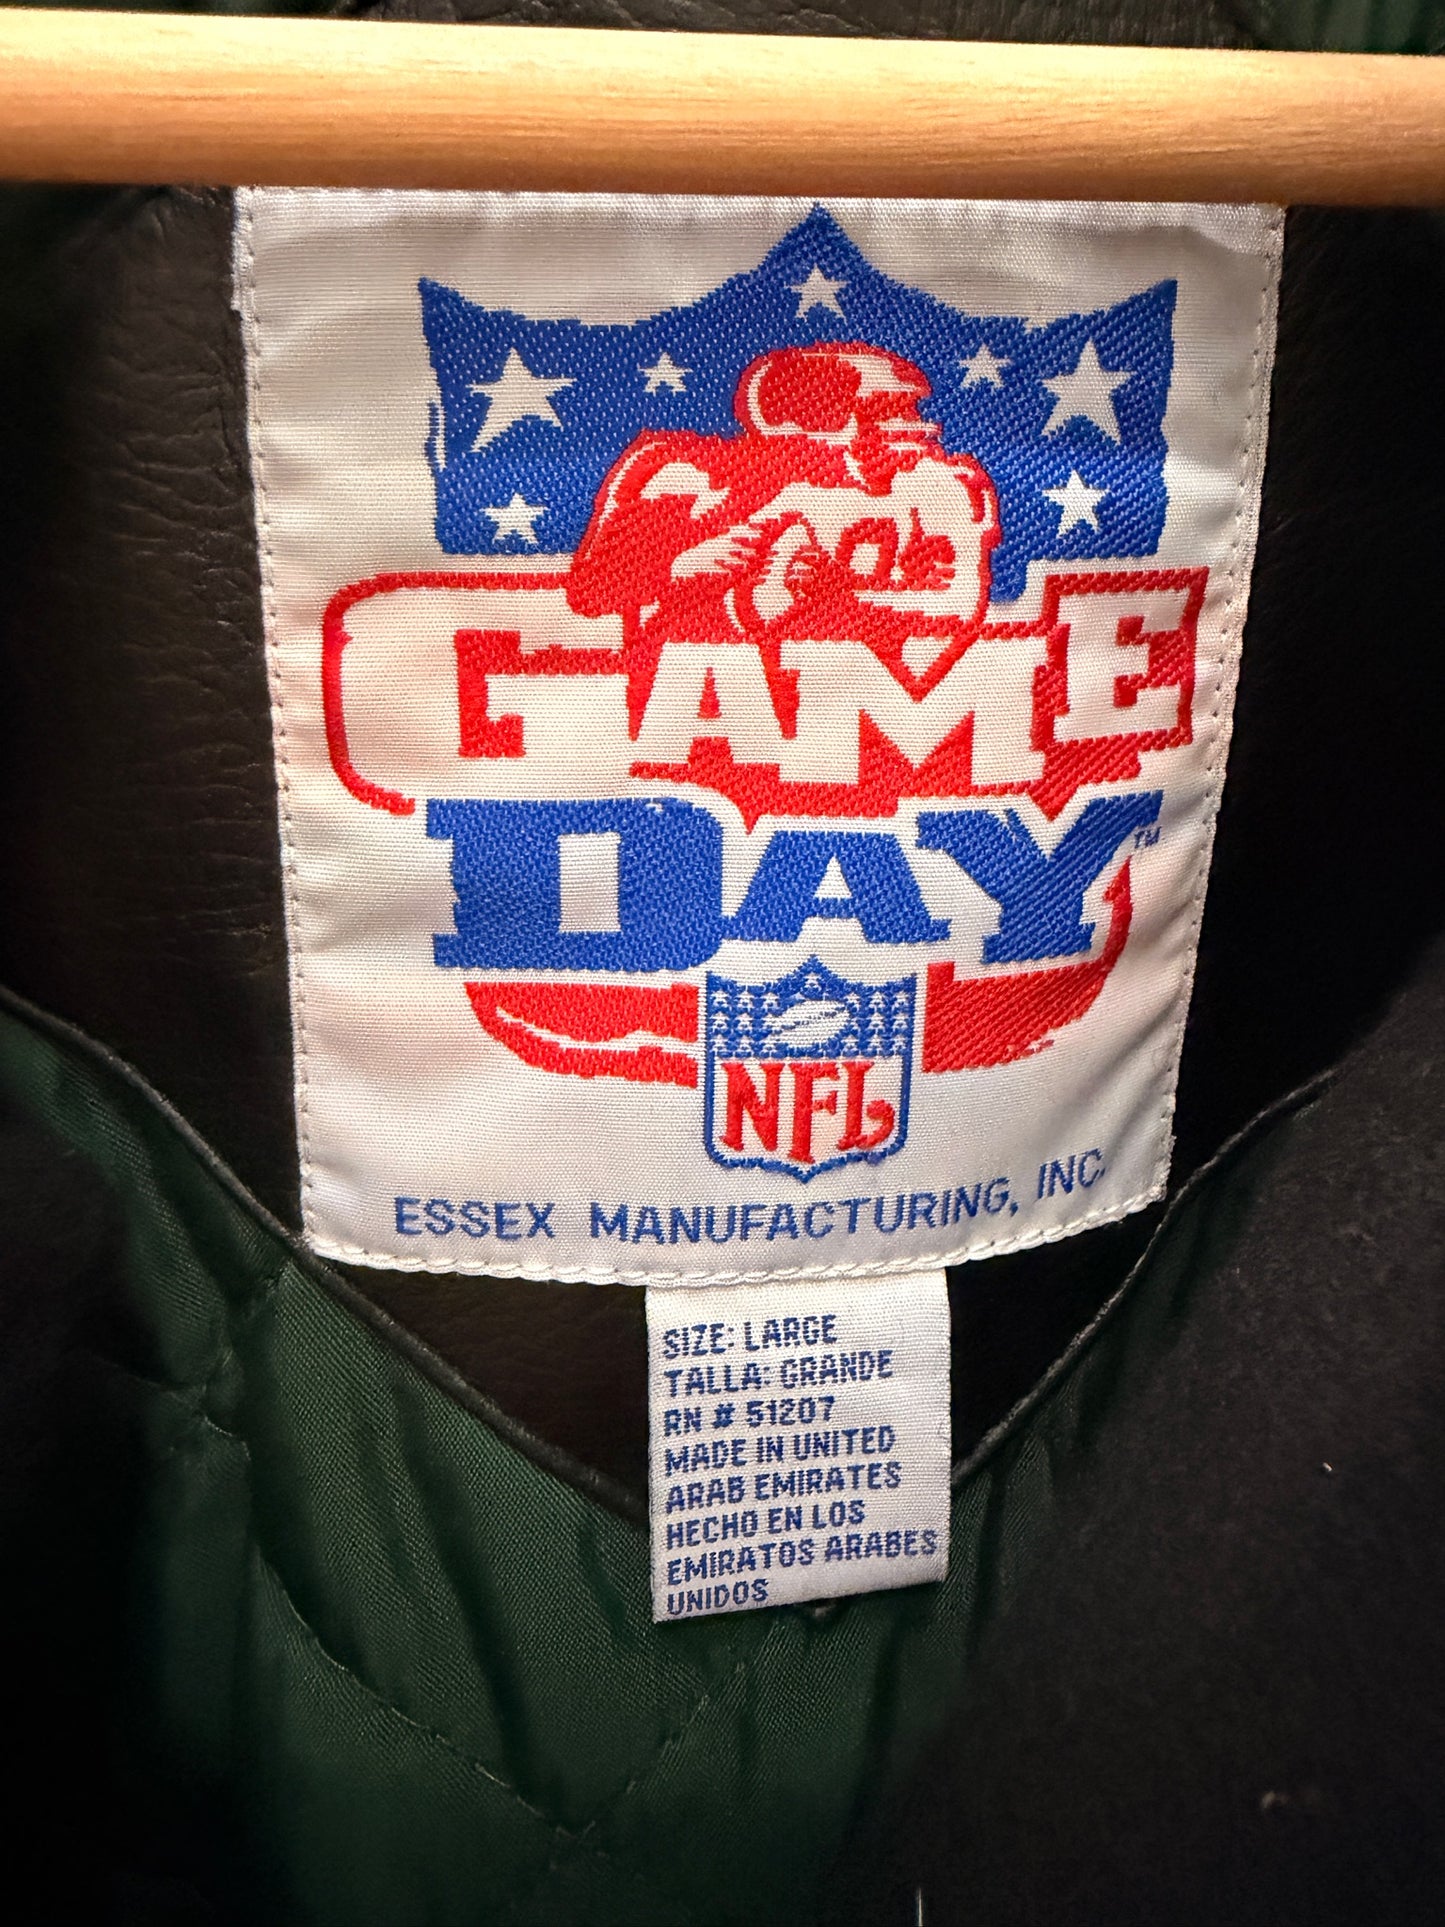 GAME
DAY™
NFL
ESSEX MANUFACTURING, INC.
SIZE: LARGE
TALLA: GRANDE
RN # 51207
MADE IN UNITED
ARAB EMIRATES
HECHO EN LOS
EMIRATOS ARABES
UNIDOS